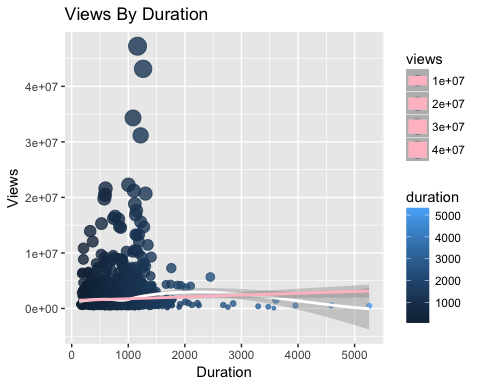 Views By Duration
Views
4e+07
3e+07
2e+07
1e+07
0e+00
0
1000
2000
3000
4000
5000
Duration
views
1e+07
2e+07
3e+07
4e+07
duration
5000
4000
3000
2000
1000